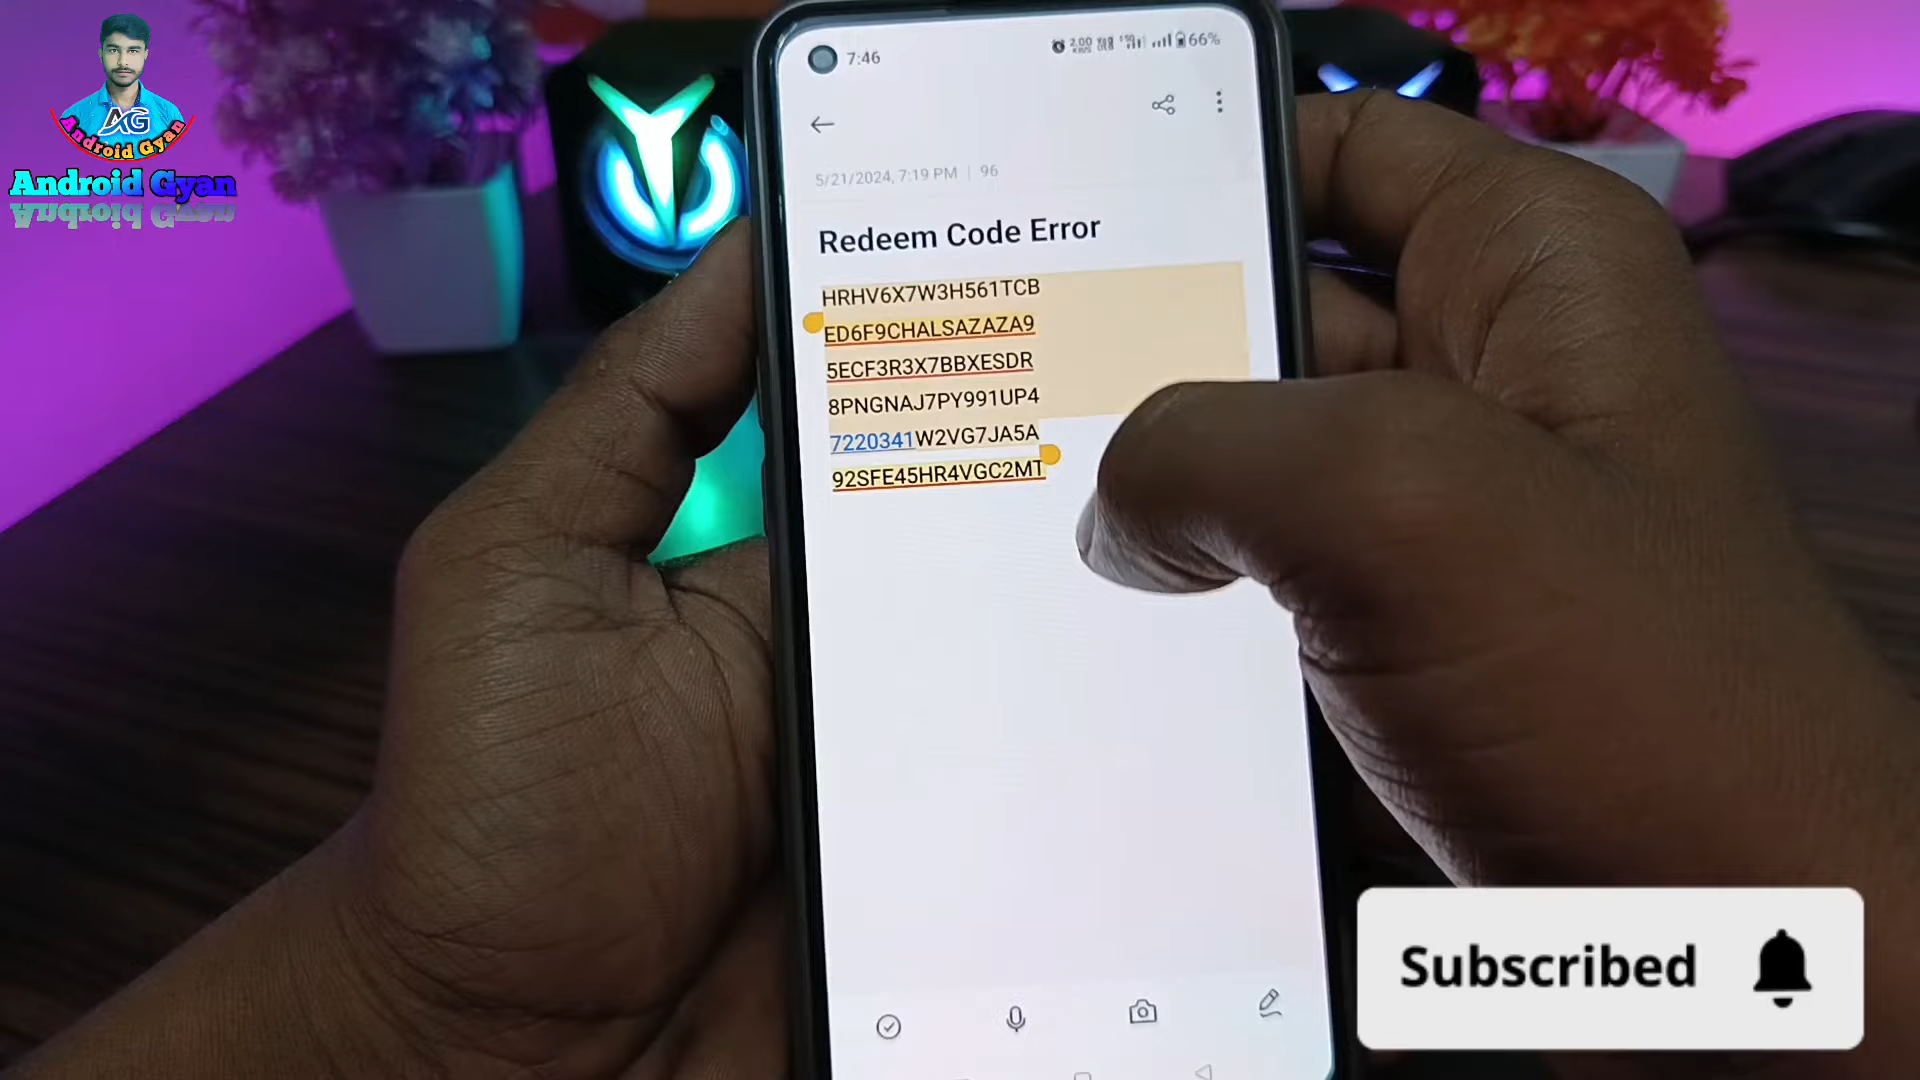 AG
Android Gyan
Android Gyan
7:46
66%
5/21/2024, 7:19 PM | 96
Redeem Code Error
HRHV6X7W3H561TCB
ED6F9CHALSAZAZA9
5ECF3R3X7BBXESDR
8PNGNAJ7PY991UP4
7220341W2VG7JA5A
92SFE45HR4VGC2MT
Subscribed